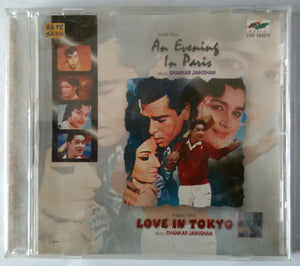 An Evening
In Paris
Music: SHANKAR JAIKISHAN
LOVE IN TOKYO
Music: SHANKAR JAIKISHAN